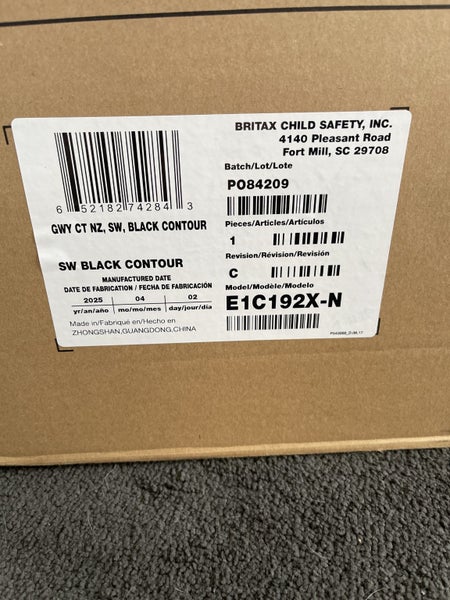 BRITAX CHILD SAFETY, INC.
4140 Pleasant Road
Fort Mill, SC 29708
6 52182 74284 3
GWY CT NZ, SW, BLACK CONTOUR
SW BLACK CONTOUR
MANUFACTURED DATE
DATE DE FABRICATION / FECHA DE FABRICACIÓN
2025 04 02
yr/an/año mo/mo/mes day/jour/día
Made in/Fabriqué en/Hecho en
ZHONGSHAN,GUANGDONG,CHINA
Batch/Lot/Lote
P084209
Pieces/Articles/Artículos
1
Revision/Révision/Revisión
C
Model/Modèle/Modelo
E1C192X-N